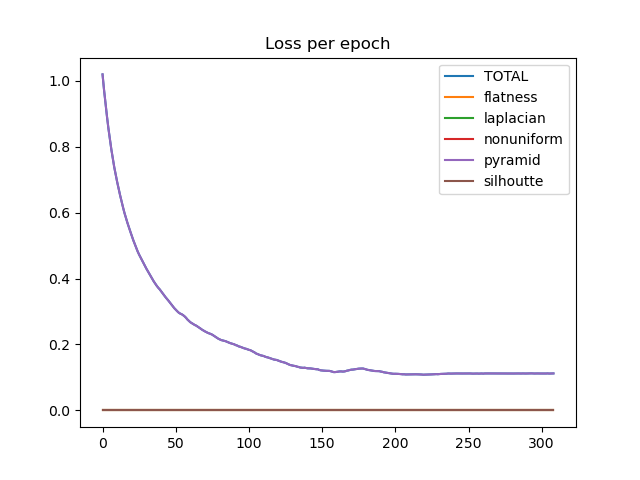 Loss per epoch
1.0
0.8
0.6
0.4
0.2
0.0
0 50 100 150 200 250 300
TOTAL
flatness
laplacian
nonuniform
pyramid
silhoutte